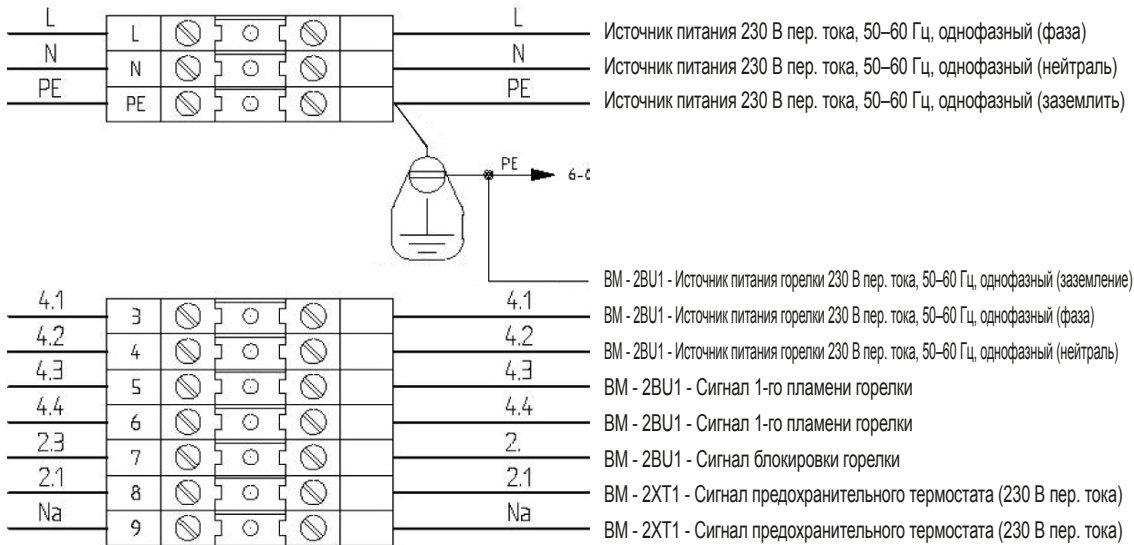 L L
L Источник питания 230 В пер. тока, 50–60 Гц, однофазный (фаза)
N N
N Источник питания 230 В пер. тока, 50–60 Гц, однофазный (нейтраль)
PE PE
PE Источник питания 230 В пер. тока, 50–60 Гц, однофазный (заземлить)
PE
BM - 2BU1 - Источник питания горелки 230 В пер. тока, 50–60 Гц, однофазный (заземление)
4.1 4.1
3 BM - 2BU1 - Источник питания горелки 230 В пер. тока, 50–60 Гц, однофазный (фаза)
4.2 4.2
4 BM - 2BU1 - Источник питания горелки 230 В пер. тока, 50–60 Гц, однофазный (нейтраль)
4.3 4.3
5 BM - 2BU1 - Сигнал 1-го пламени горелки
4.4 4.4
6 BM - 2BU1 - Сигнал 1-го пламени горелки
2.3 2.
7 BM - 2BU1 - Сигнал блокировки горелки
2.1 2.1
8 BM - 2XT1 - Сигнал предохранительного термостата (230 В пер. тока)
Na Na
9 BM - 2XT1 - Сигнал предохранительного термостата (230 В пер. тока)